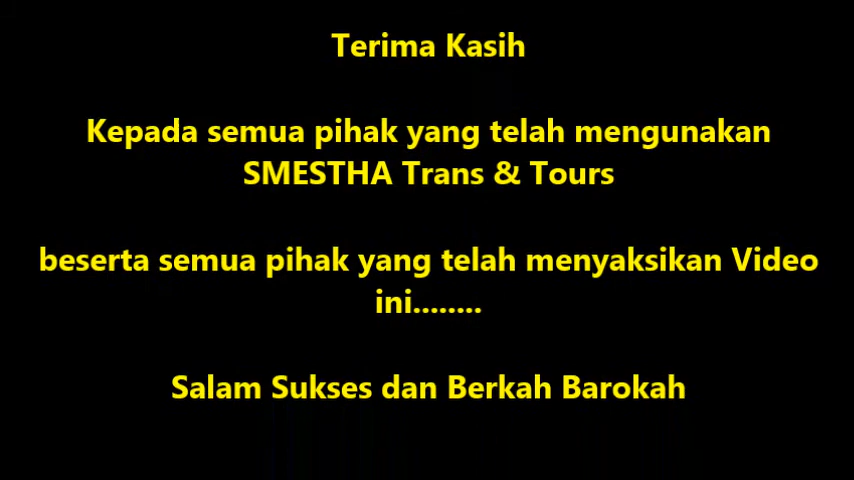 Terima Kasih
Kepada semua pihak yang telah mengunakan
SMESTHA Trans & Tours
beserta semua pihak yang telah menyaksikan Video
ini........
Salam Sukses dan Berkah Barokah